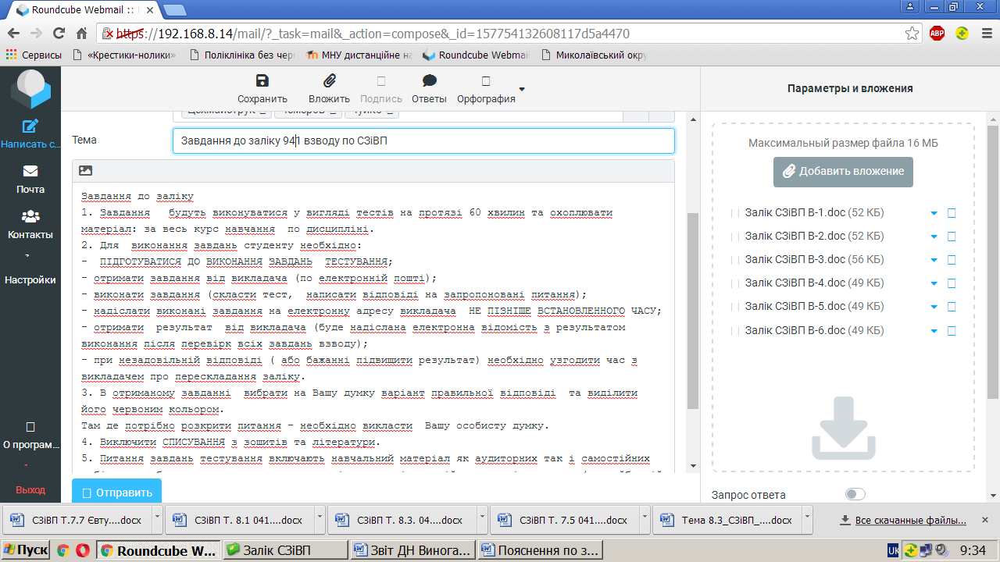 Roundcube Webmail ::
https://192.168.8.14/mail/?_task=mail&_action=compose&_id=157754132608117d5a4470
ABP
Сервисы «Крестики-нолики» Поліклініка без чер МНУ дистанційне на Roundcube Webmail Миколаївський окру
Сохранить Вложить Подпись Ответы Орфография
Параметры и вложения
Написать с...
Почта
Контакты
Настройки
О програм...
Выход
Тема
Завдання до заліку 941 взводу по СЗіВП
Завдання до заліку
1. Завдання будуть виконуватися у вигляді тестів на протязі 60 хвилин та охоплювати
матеріал: за весь курс навчання по дисципліні.
2. Для виконання завдань студенту необхідно:
- ПІДГОТУВАТИСЯ ДО ВИКОНАННЯ ЗАВДАНЬ ТЕСТУВАННЯ;
- отримати завдання від викладача (по електронній пошті);
- виконати завдання (скласти тест, написати відповіді на запропоновані питання);
- надіслати виконані завдання на електронну адресу викладача НЕ ПІЗНІШЕ ВСТАНОВЛЕННОГО ЧАСУ;
- отримати результат від викладача (буде надіслана електронна відомість з результатом
виконання після перевірк всіх завдань взводу);
- при незадовільній відповіді ( або бажанні підвищити результат) необхідно узгодити час з
викладачем про перескладання заліку.
3. В отриманому завданні вибрати на Вашу думку варіант правильної відповіді та виділити
його червоним кольором.
Там де потрібно розкрити питання – необхідно викласти Вашу особисту думку.
4. Виключити СПИСУВАННЯ з зошитів та літератури.
5. Питання завдань тестування включають навчальний матеріал як аудиторних так і самостійних
Отправить
Максимальный размер файла 16 МБ
Добавить вложение
Залік СЗіВП В-1.doc (52 КБ)
Залік СЗіВП В-2.doc (52 КБ)
Залік СЗіВП В-3.doc (56 КБ)
Залік СЗіВП В-4.doc (49 КБ)
Залік СЗіВП В-5.doc (49 КБ)
Залік СЗіВП В-6.doc (49 КБ)
Запрос ответа
СЗіВП Т.7.7 Євту....docx СЗіВП Т. 8.1 041....docx СЗіВП Т. 8.3. 04....docx СЗіВП Т. 7.5 041....docx Тема 8.3_СЗіВП_....docx Все скачанные файлы...
Пуск Roundcube W... Залік СЗіВП Звіт ДН Винога... Пояснення по з... UK 9:34